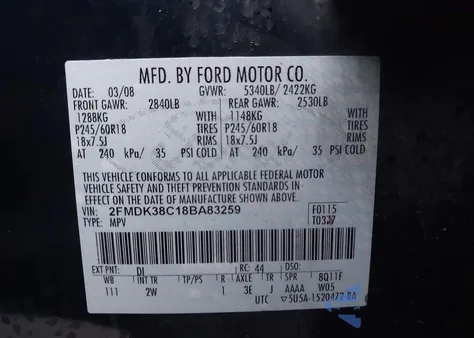 MFD. BY FORD MOTOR CO.
DATE: 03/08 GVWR: 5340LB/ 2422KG
FRONT GAWR: 2840LB REAR GAWR: 2530LB
1288KG WITH 1148KG WITH
P245/60R18 TIRES P245/60R18 TIRES
18x7.5J RIMS 18x7.5J RIMS
AT 240 kPa/ 35 PSI COLD AT 240 kPa/ 35 PSI COLD
THIS VEHICLE CONFORMS TO ALL APPLICABLE FEDERAL MOTOR
VEHICLE SAFETY AND THEFT PREVENTION STANDARDS IN
EFFECT ON THE DATE OF MANUFACTURE SHOWN ABOVE.
VIN: 2FMDK38C18BA83259 F0115
TYPE: MPV
EXT PNT: DI RC: 44 DSO:
WB INT TR TP/PS R AXLE TR SPR 8Q11F
111 2W 1 3E J AAAA W05
UTC